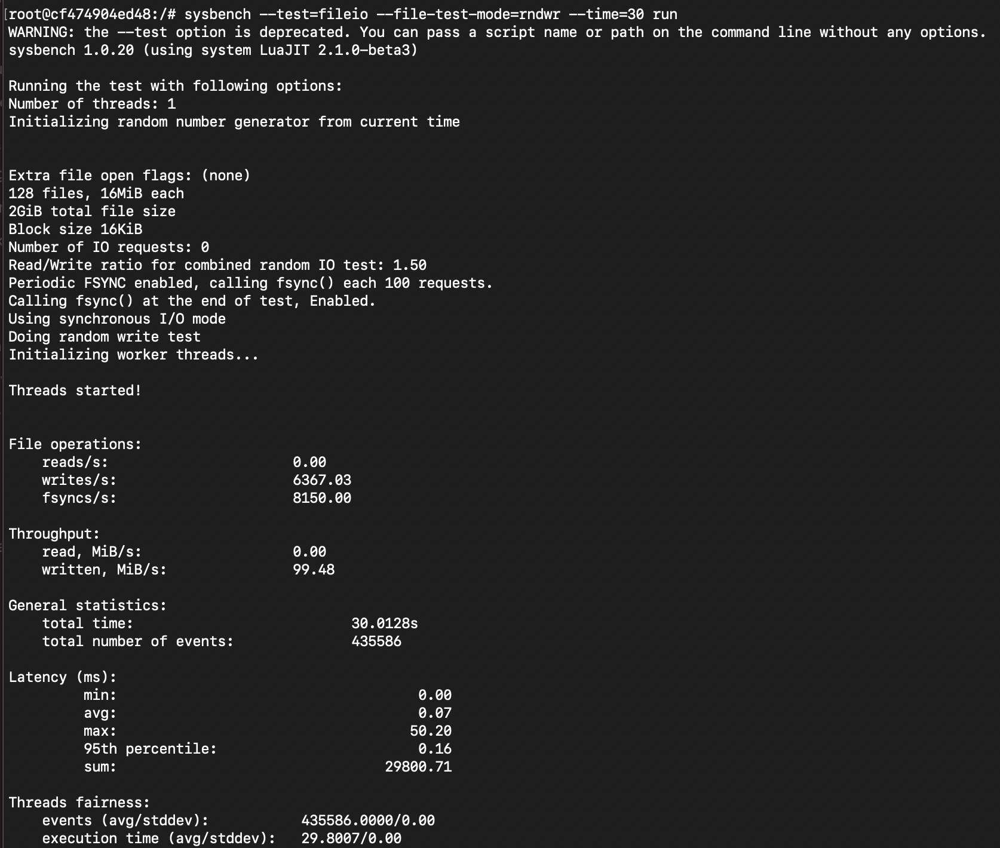 [root@cf474904ed48:/# sysbench --test=fileio --file-test-mode=rndwr --time=30 run
WARNING: the --test option is deprecated. You can pass a script name or path on the command line without any options.
sysbench 1.0.20 (using system LuaJIT 2.1.0-beta3)
Running the test with following options:
Number of threads: 1
Initializing random number generator from current time
Extra file open flags: (none)
128 files, 16MiB each
2GiB total file size
Block size 16KiB
Number of IO requests: 0
Read/Write ratio for combined random IO test: 1.50
Periodic FSYNC enabled, calling fsync() each 100 requests.
Calling fsync() at the end of test, Enabled.
Using synchronous I/O mode
Doing random write test
Initializing worker threads...
Threads started!
File operations:
reads/s: 0.00
writes/s: 6367.03
fsyncs/s: 8150.00
Throughput:
read, MiB/s: 0.00
written, MiB/s: 99.48
General statistics:
total time: 30.0128s
total number of events: 435586
Latency (ms):
min: 0.00
avg: 0.07
max: 50.20
95th percentile: 0.16
sum: 29800.71
Threads fairness:
events (avg/stddev): 435586.0000/0.00
execution time (avg/stddev): 29.8007/0.00